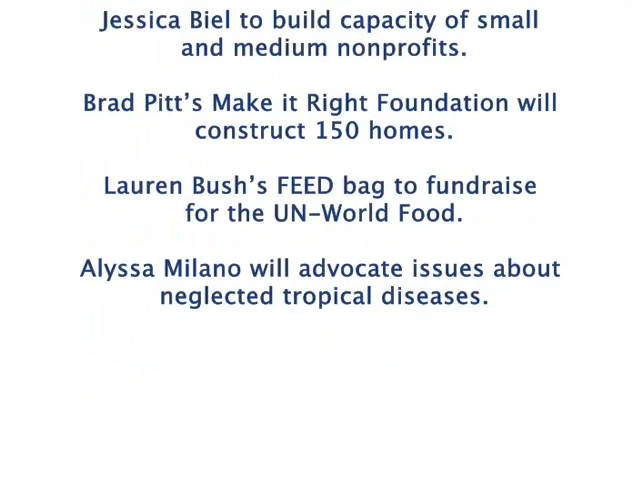 Jessica Biel to build capacity of small
and medium nonprofits.
Brad Pitt's Make it Right Foundation will
construct 150 homes.
Lauren Bush's FEED bag to fundraise
for the UN-World Food.
Alyssa Milano will advocate issues about
neglected tropical diseases.